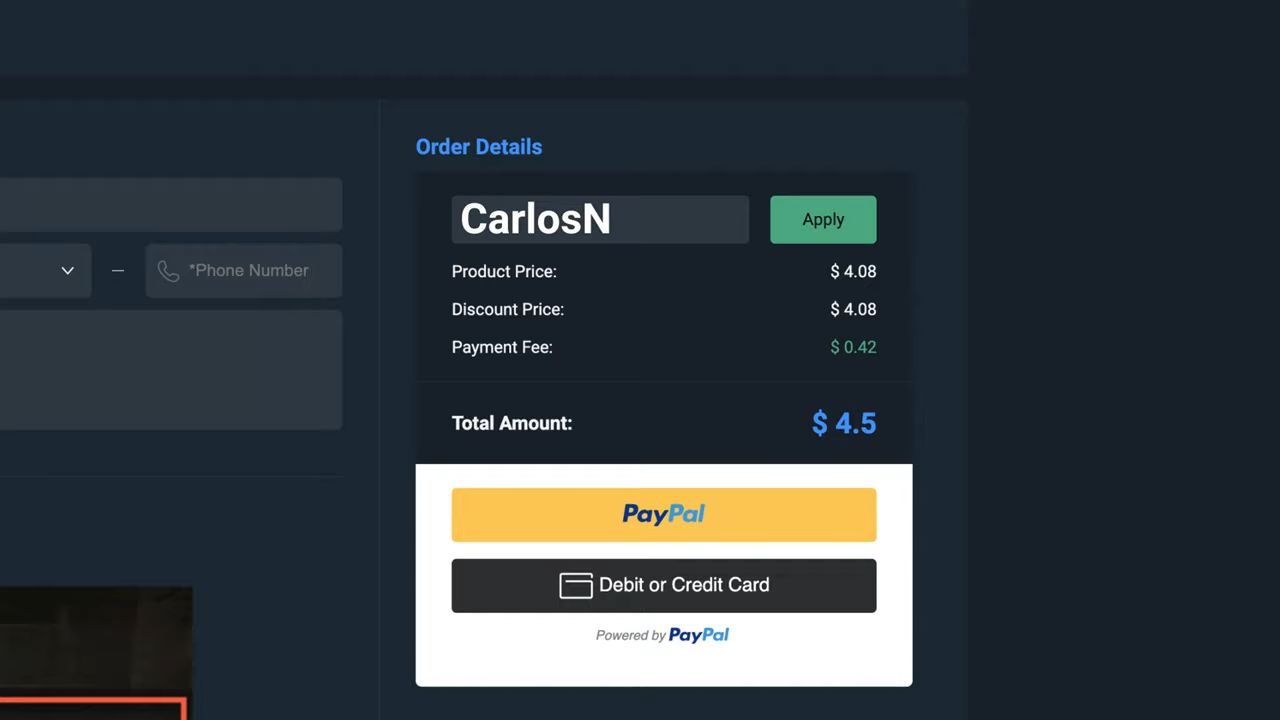 Order Details
CarlosN
Apply
*Phone Number
Product Price:
$ 4.08
Discount Price:
$ 4.08
Payment Fee:
$ 0.42
Total Amount:
$ 4.5
PayPal
Debit or Credit Card
Powered by PayPal